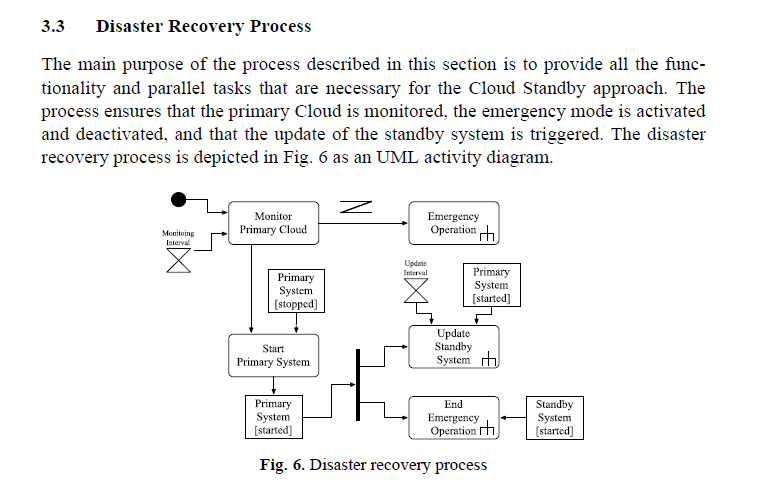 3.3 Disaster Recovery Process
The main purpose of the process described in this section is to provide all the func-
tionality and parallel tasks that are necessary for the Cloud Standby approach. The
process ensures that the primary Cloud is monitored, the emergency mode is activated
and deactivated, and that the update of the standby system is triggered. The disaster
recovery process is depicted in Fig. 6 as an UML activity diagram.
Monitor
Primary Cloud
Emergency
Operation
Monitoing
Interval
Primary
System
[stopped]
Update
Interval
Primary
System
[started]
Start
Primary System
Update
Standby
System
Primary
System
[started]
End
Emergency
Operation
Standby
System
[started]
Fig. 6. Disaster recovery process